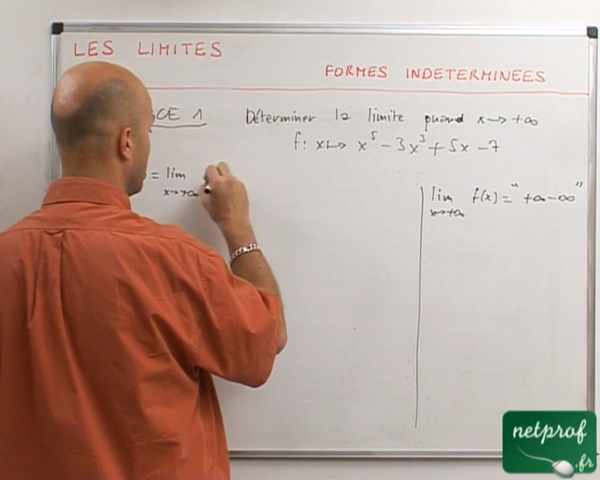 LES LIMITES
FORMES INDETERMINEES
CE 1 Déterminer la limite quand x → +∞
f: x ↦ x⁵ - 3x³ + 5x - 7
= lim
x→+∞
lim f(x) = "+∞-∞"
x→+∞
netprof
.fr